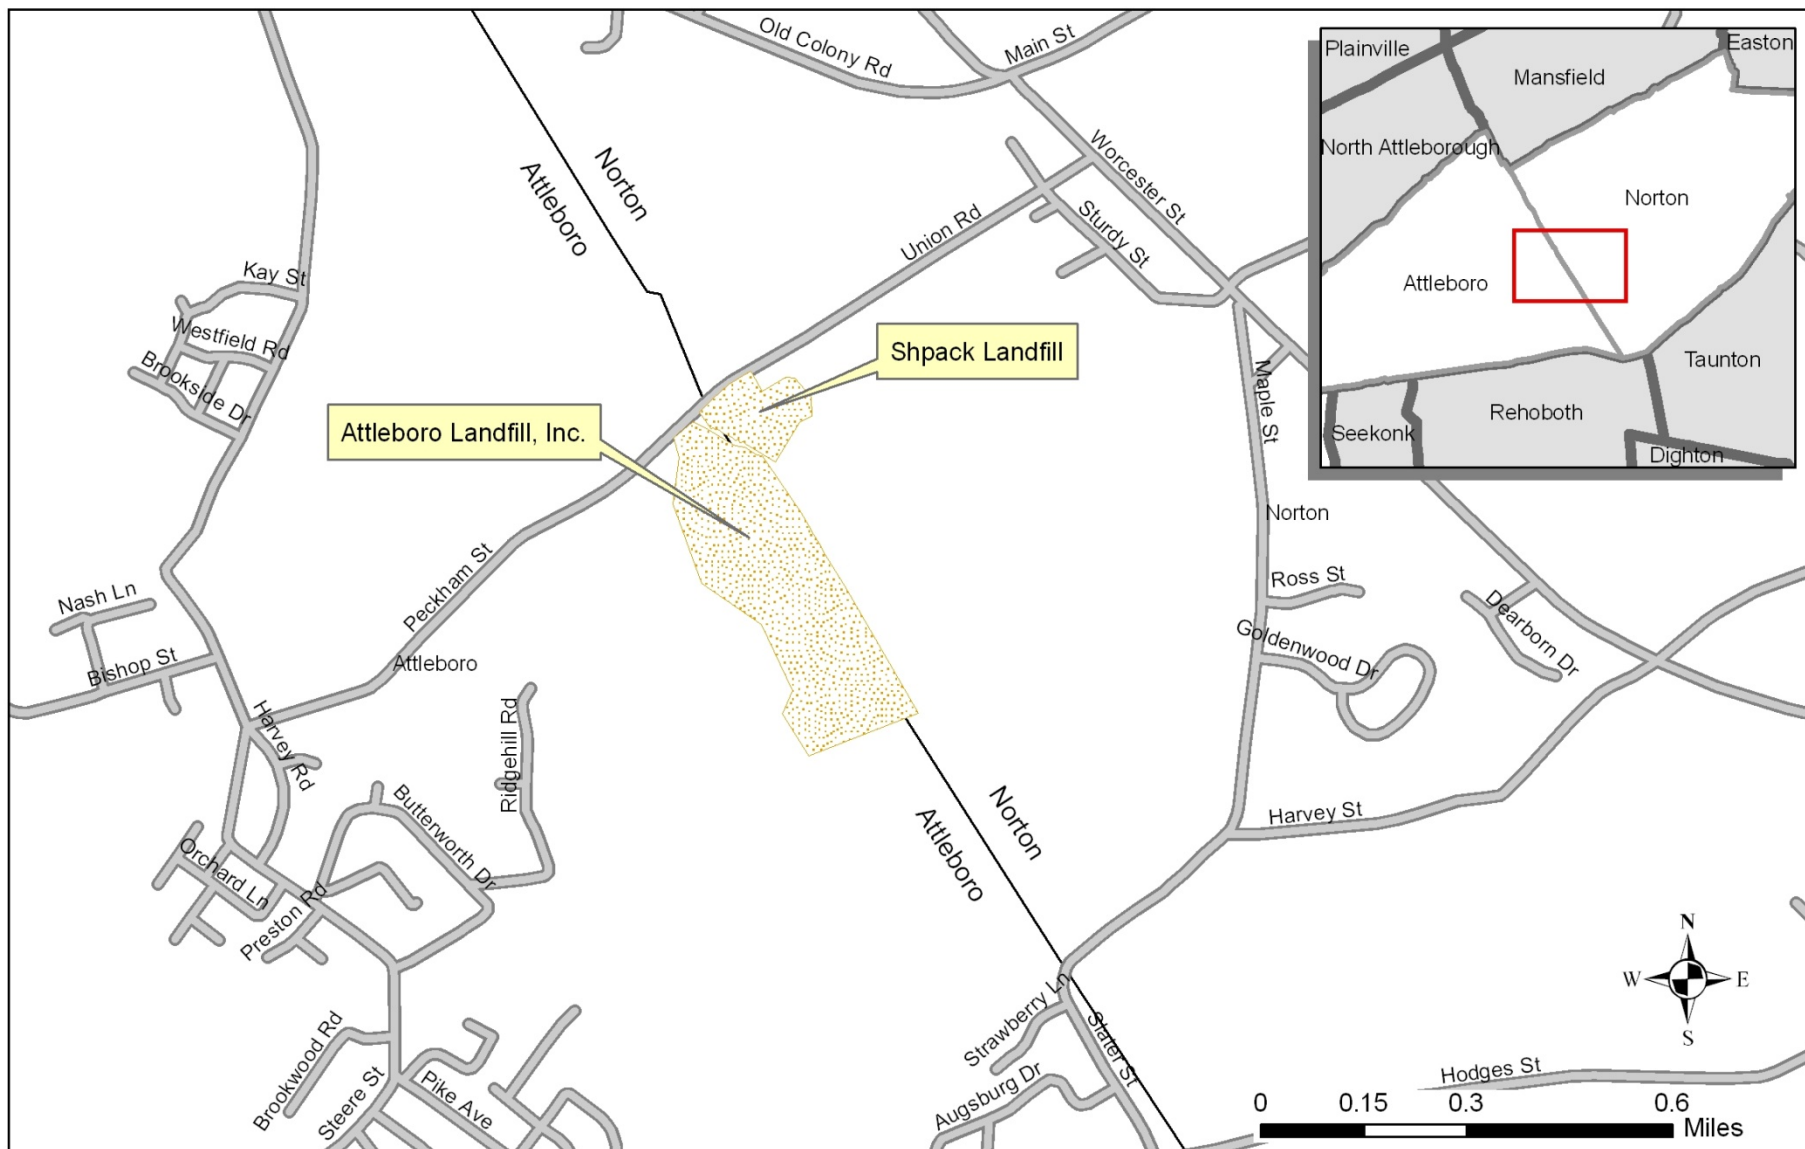 Old Colony Rd
Main St
Plainville
Easton
Mansfield
North Attleborough
Norton
Attleboro
Taunton
Rehoboth
Seekonk
Dighton
Norton
Attleboro
Worcester St
Union Rd
Sturdy St
Kay St
Westfield Rd
Brookside Dr
Shpack Landfill
Attleboro Landfill, Inc.
Maple St
Norton
Peckham St
Nash Ln
Bishop St
Attleboro
Ross St
Goldenwood Dr
Dearborn Dr
Harvey Rd
Ridgehill Rd
Butterworth Dr
Norton
Attleboro
Harvey St
Orchard Ln
Preston Rd
N
W
E
S
Strawberry Ln
Slater St
Brookwood Rd
Steere St
Pike Ave
Augsburg Dr
Hodges St
0 0.15 0.3 0.6
Miles